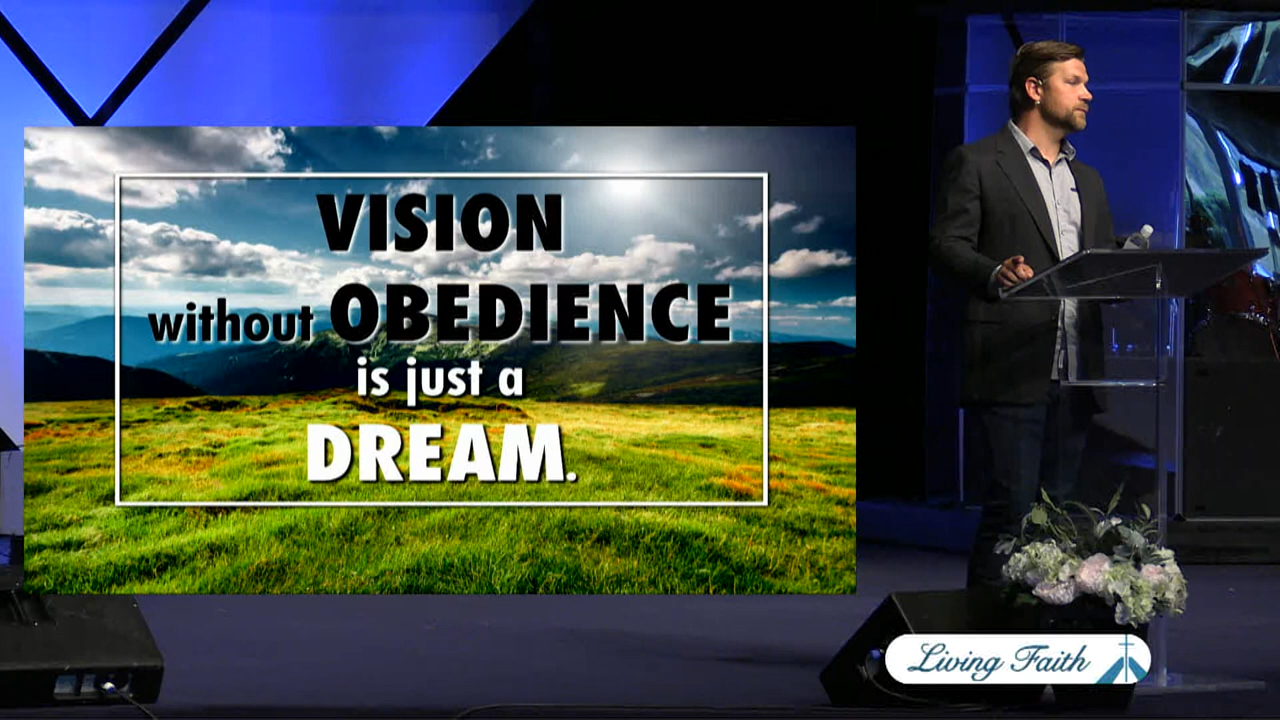 VISION
without OBEDIENCE
is just a
DREAM.
Living Faith